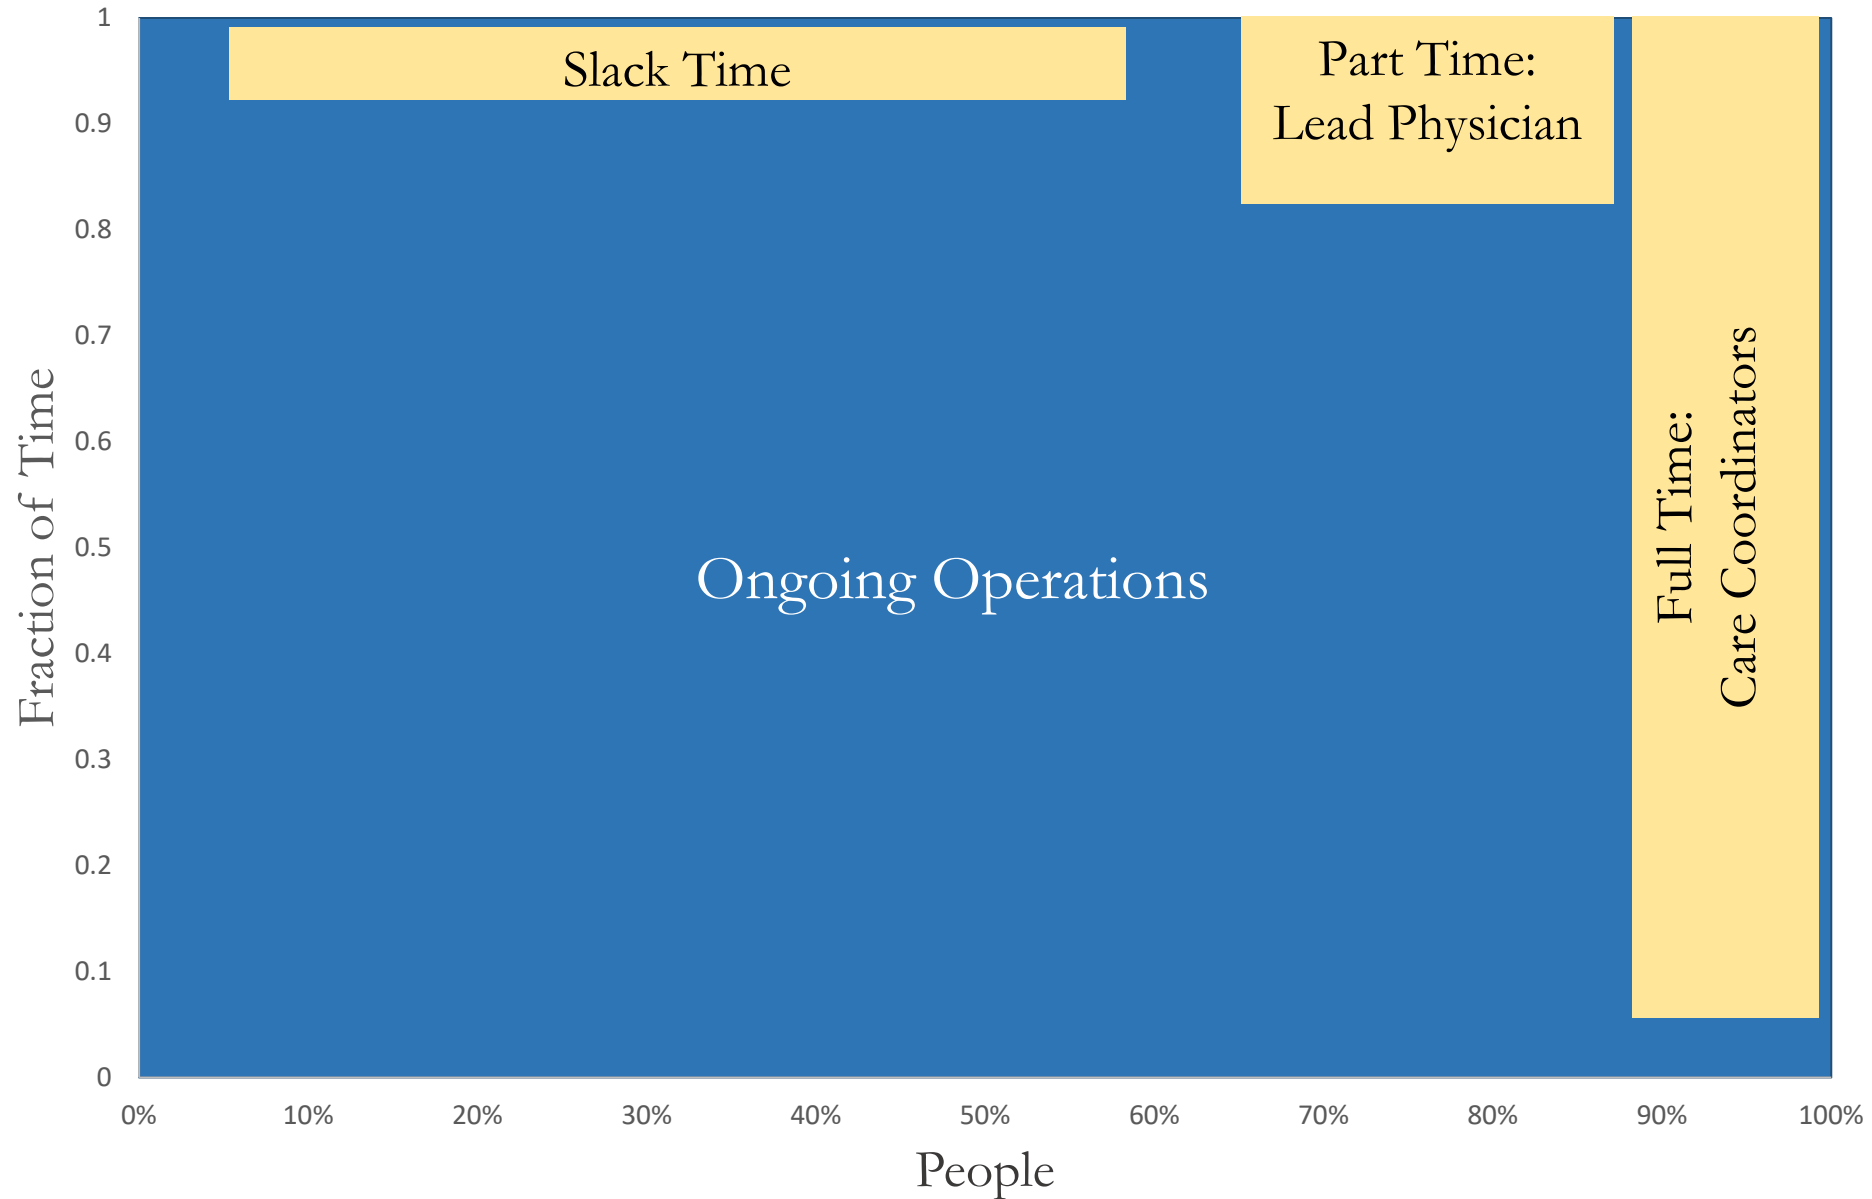 1
0.9
0.8
0.7
0.6
0.5
0.4
0.3
0.2
0.1
0
Fraction of Time
Slack Time
Part Time:
Lead Physician
Full Time:
Care Coordinators
Ongoing Operations
0% 10% 20% 30% 40% 50% 60% 70% 80% 90% 100%
People